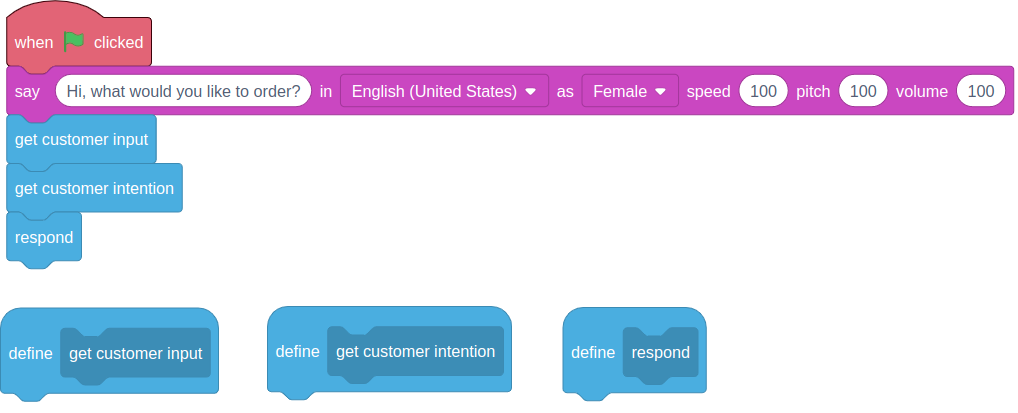 when clicked
say Hi, what would you like to order? in English (United States) as Female speed 100 pitch 100 volume 100
get customer input
get customer intention
respond
define get customer input
define get customer intention
define respond